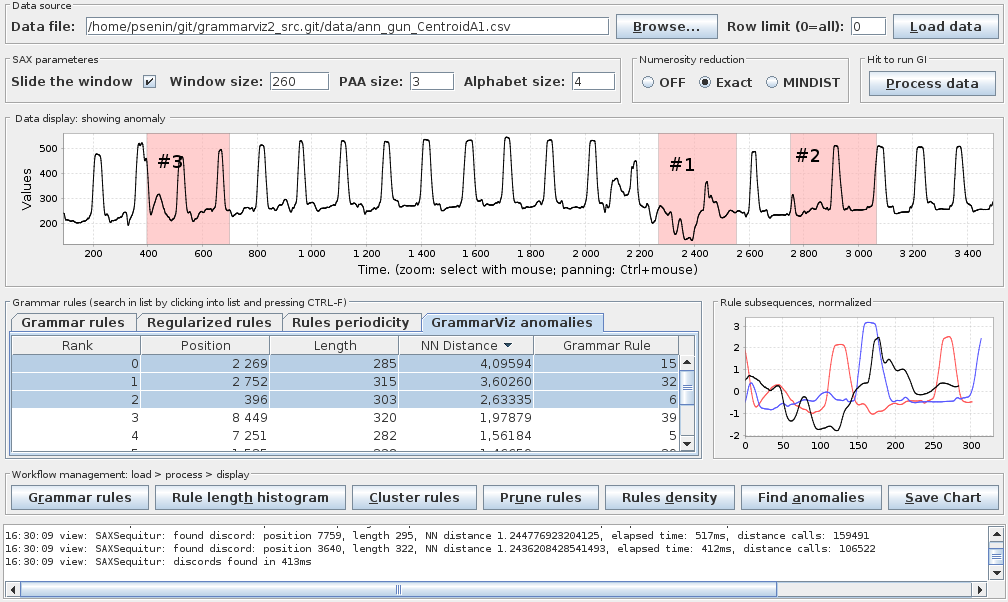 Data source
Data file: /home/psenin/git/grammarviz2_src.git/data/ann_gun_CentroidA1.csv Browse... Row limit (0=all): 0 Load data
SAX parameteres Numerosity reduction Hit to run GI
Slide the window Window size: 260 PAA size: 3 Alphabet size: 4 OFF Exact MINDIST Process data
Data display: showing anomaly
Values
500
400
300
200
#3
#1
#2
200 400 600 800 1 000 1 200 1 400 1 600 1 800 2 000 2 200 2 400 2 600 2 800 3 000 3 200 3 400
Time. (zoom: select with mouse; panning: Ctrl+mouse)
Grammar rules (search in list by clicking into list and pressing CTRL-F)
Grammar rules Regularized rules Rules periodicity GrammarViz anomalies
Rank Position Length NN Distance Grammar Rule
0 2 269 285 4,09594 15
1 2 752 315 3,60260 32
2 396 303 2,63335 6
3 8 449 320 1,97879 39
4 7 251 282 1,56184 5
Rule subsequences, normalized
3
2
1
0
-1
-2
0 50 100 150 200 250 300
Workflow management: load > process > display
Grammar rules Rule length histogram Cluster rules Prune rules Rules density Find anomalies Save Chart
16:30:09 view: SAXSequitur: found discord: position 7759, length 295, NN distance 1.244776923204125, elapsed time: 517ms, distance calls: 159491
16:30:09 view: SAXSequitur: found discord: position 3640, length 322, NN distance 1.2436208428541493, elapsed time: 412ms, distance calls: 106522
16:30:09 view: SAXSequitur: discords found in 413ms